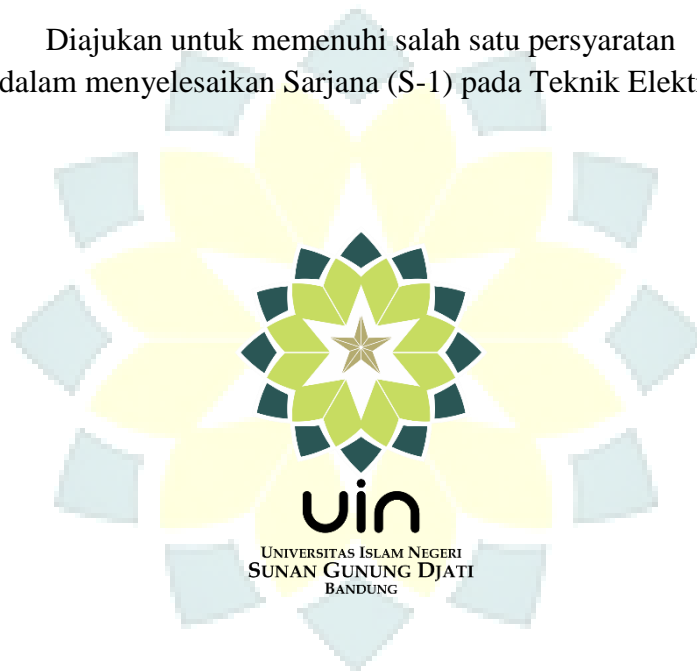 Diajukan untuk memenuhi salah satu persyaratan
dalam menyelesaikan Sarjana (S-1) pada Teknik
uin
UNIVERSITAS ISLAM NEGERI
SUNAN GUNUNG DJATI
BANDUNG